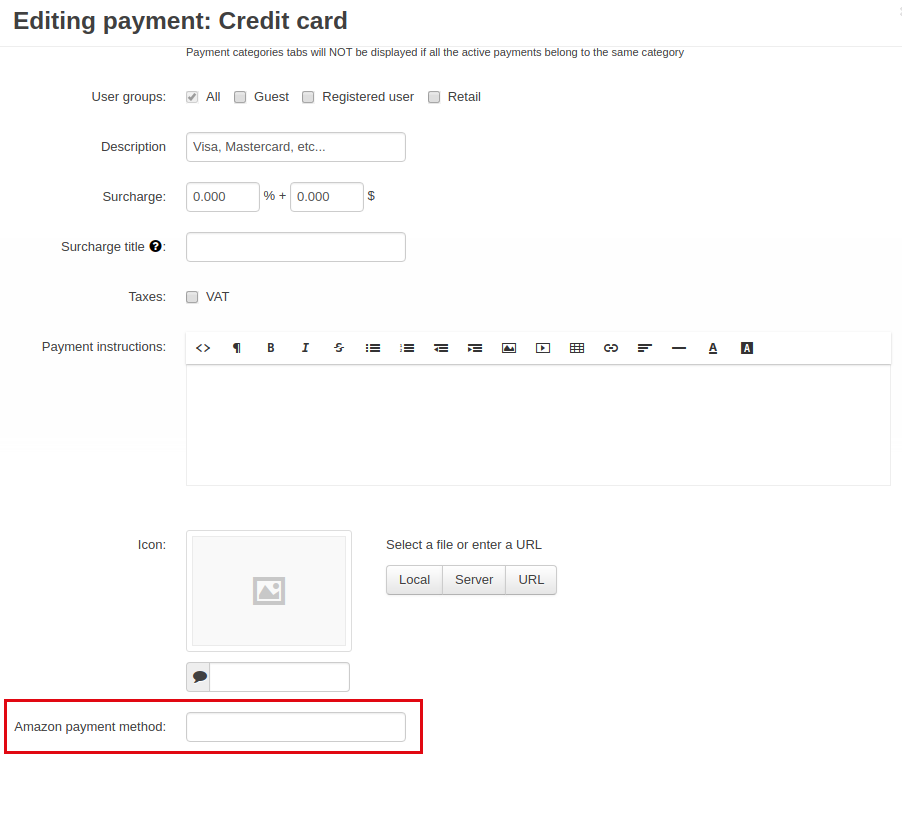 Editing payment: Credit card
Payment categories tabs will NOT be displayed if all the active payments belong to the same category
User groups: All Guest Registered user Retail
Description Visa, Mastercard, etc...
Surcharge: 0.000 % + 0.000 $
Surcharge title ?:
Taxes: VAT
Payment instructions: <> ¶ B I S A A
Icon: Select a file or enter a URL
Local Server URL
Amazon payment method: